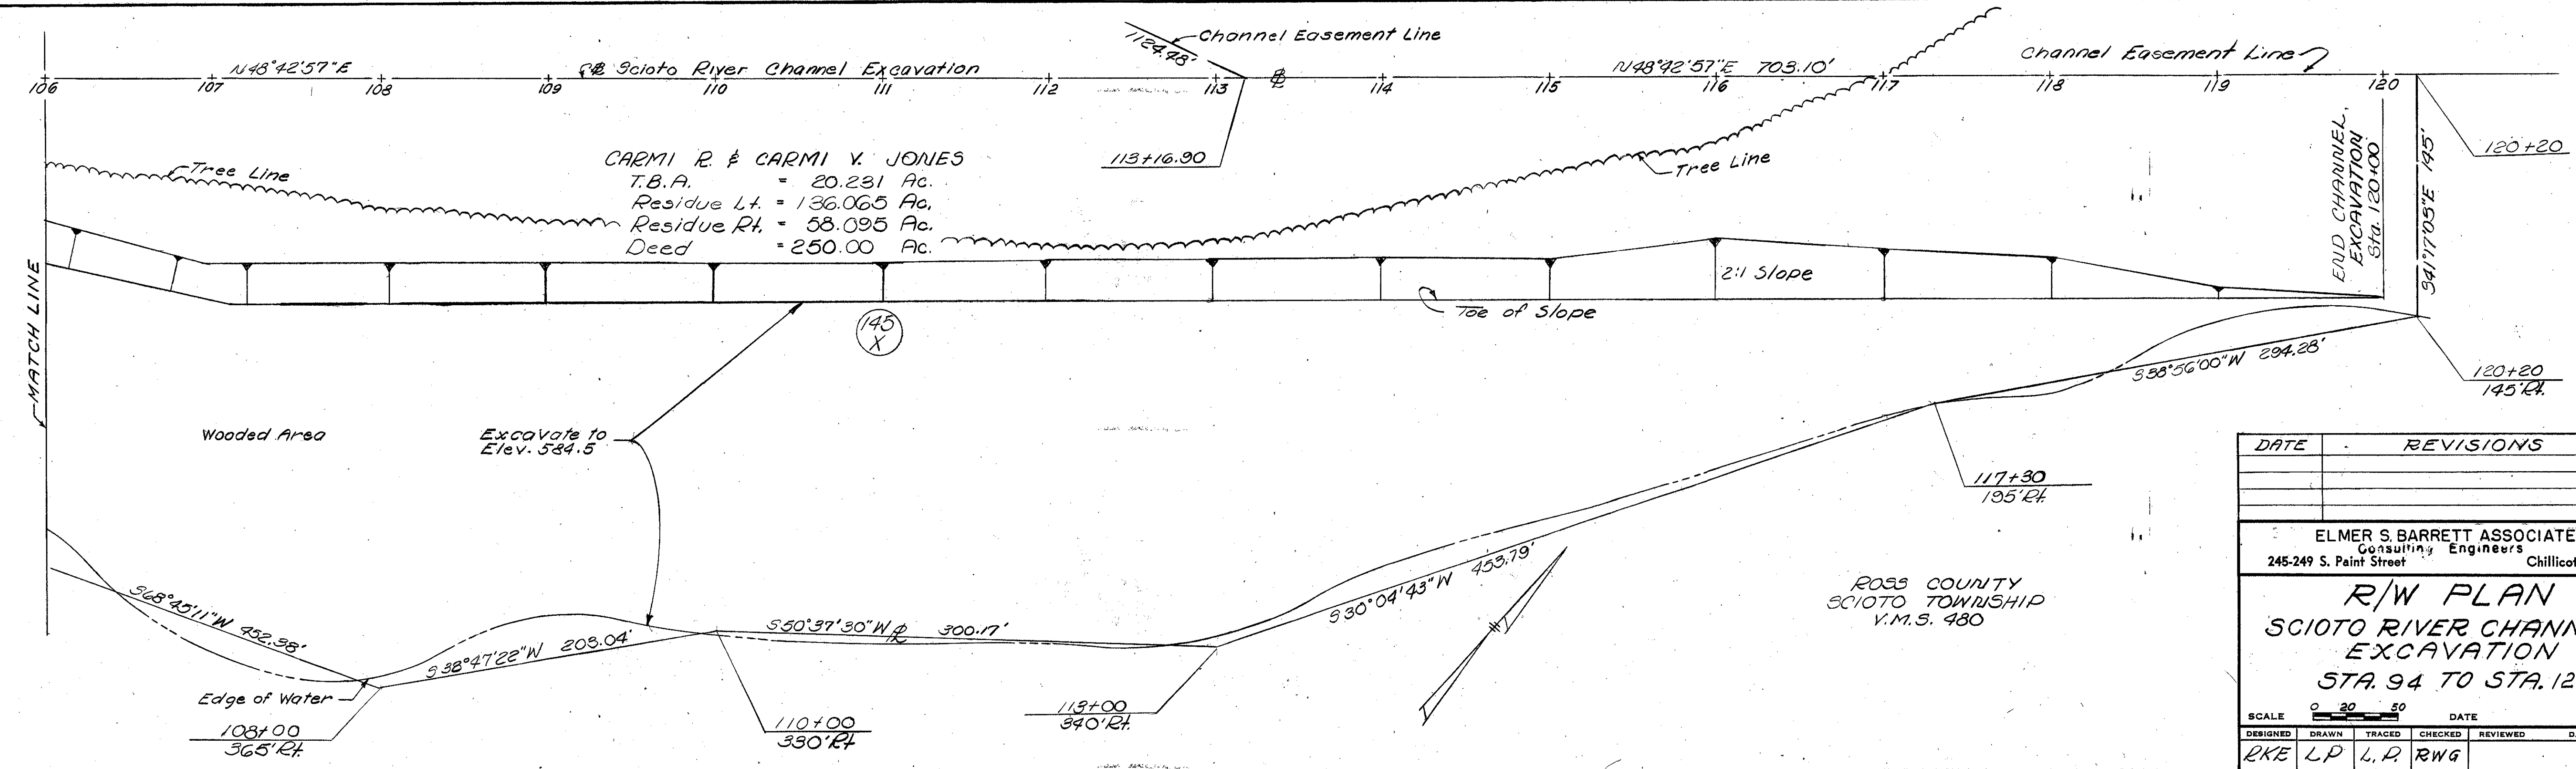 1124.48'
Channel Easement Line
N48°42'57"E
₵ Scioto River Channel Excavation
N48°42'57"E 703.10'
Channel Easement Line
106 107 108 109 110 111 112 113 114 115 116 117 118 119 120
113+16.90
120+20
Tree Line
CARMI R. & CARMI V. JONES
T.B.A. = 20.231 Ac.
Residue Lt. = 136.065 Ac.
Residue Rt. = 58.095 Ac.
Deed = 250.00 Ac.
Tree Line
END CHANNEL
EXCAVATION
Sta. 120+00
S41°17'03"E 145'
MATCH LINE
2:1 Slope
Toe of Slope
145
X
S38°56'00"W 294.28'
120+20
145' Rt.
Wooded Area
Excavate to
Elev. 584.5
117+30
195' Rt.
S68°45'11"W 452.38'
S38°47'22"W 203.04'
S50°37'30"W ⅊ 300.17'
S30°04'43"W 453.79'
Edge of Water
108+00
365' Rt.
110+00
330' Rt
113+00
340' Rt.
ROSS COUNTY
SCIOTO TOWNSHIP
V.M.S. 480
DATE REVISIONS
ELMER S. BARRETT ASSOCIATE
Consulting Engineers
245-249 S. Paint Street Chillicot
R/W PLAN
SCIOTO RIVER CHANN
EXCAVATION
STA. 94 TO STA. 12
SCALE 0 20 50 DATE
DESIGNED DRAWN TRACED CHECKED REVIEWED D
RKE LP L.P. RWG